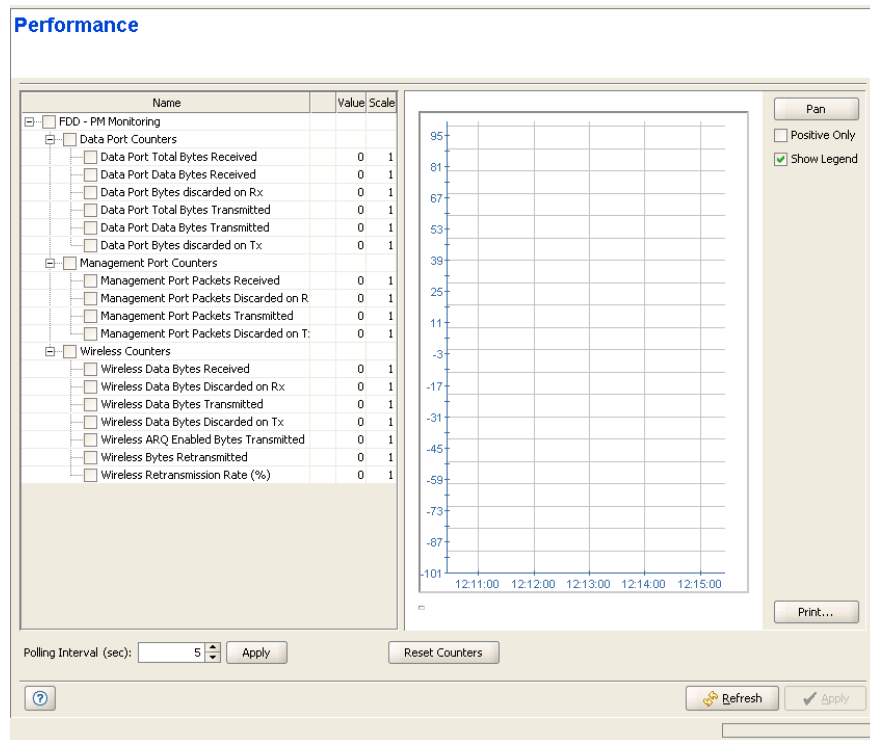 Performance
Name Value Scale
FDD - PM Monitoring
Data Port Counters
Data Port Total Bytes Received 0 1
Data Port Data Bytes Received 0 1
Data Port Bytes discarded on Rx 0 1
Data Port Total Bytes Transmitted 0 1
Data Port Data Bytes Transmitted 0 1
Data Port Bytes discarded on Tx 0 1
Management Port Counters
Management Port Packets Received 0 1
Management Port Packets Discarded on R 0 1
Management Port Packets Transmitted 0 1
Management Port Packets Discarded on T: 0 1
Wireless Counters
Wireless Data Bytes Received 0 1
Wireless Data Bytes Discarded on Rx 0 1
Wireless Data Bytes Transmitted 0 1
Wireless Data Bytes Discarded on Tx 0 1
Wireless ARQ Enabled Bytes Transmitted 0 1
Wireless Bytes Retransmitted 0 1
Wireless Retransmission Rate (%) 0 1
95
81
67
53
39
25
11
-3
-17
-31
-45
-59
-73
-87
-101
12:11:00 12:12:00 12:13:00 12:14:00 12:15:00
Pan
Positive Only
Show Legend
Print...
Polling Interval (sec): 5 Apply Reset Counters
? Refresh Apply